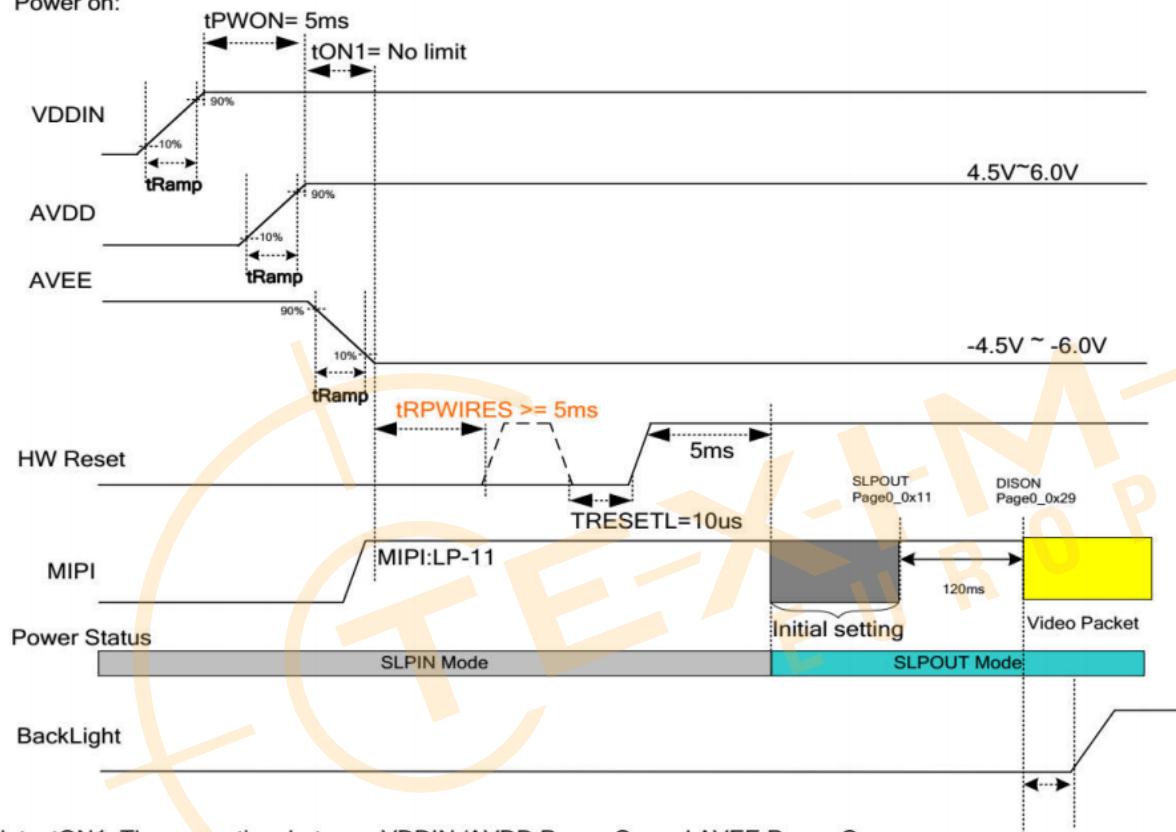 Power on:
tPWON= 5ms
tON1= No limit
VDDIN
90%
10%
tRamp
4.5V~6.0V
AVDD
90%
10%
tRamp
AVEE
90%
10%
-4.5V ~ -6.0V
tRamp
tRPWIRES >= 5ms
HW Reset
5ms
SLPOUT
Page0_0x11
DISON
Page0_0x29
TRESETL=10us
MIPI
MIPI:LP-11
120ms
Initial setting
Video Packet
Power Status
SLPIN Mode
SLPOUT Mode
BackLight
TEXIM
EUROP